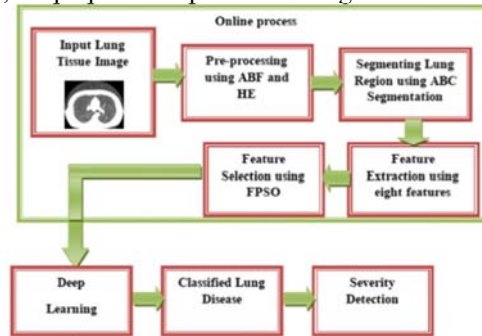 Online process
Input Lung
Tissue Image
Pre-processing
using ABF and
HE
Segmenting Lung
Region using ABC
Segmentation
Feature
Selection using
FPSO
Feature
Extraction using
eight features
Deep
Learning
Classified Lung
Disease
Severity
Detection